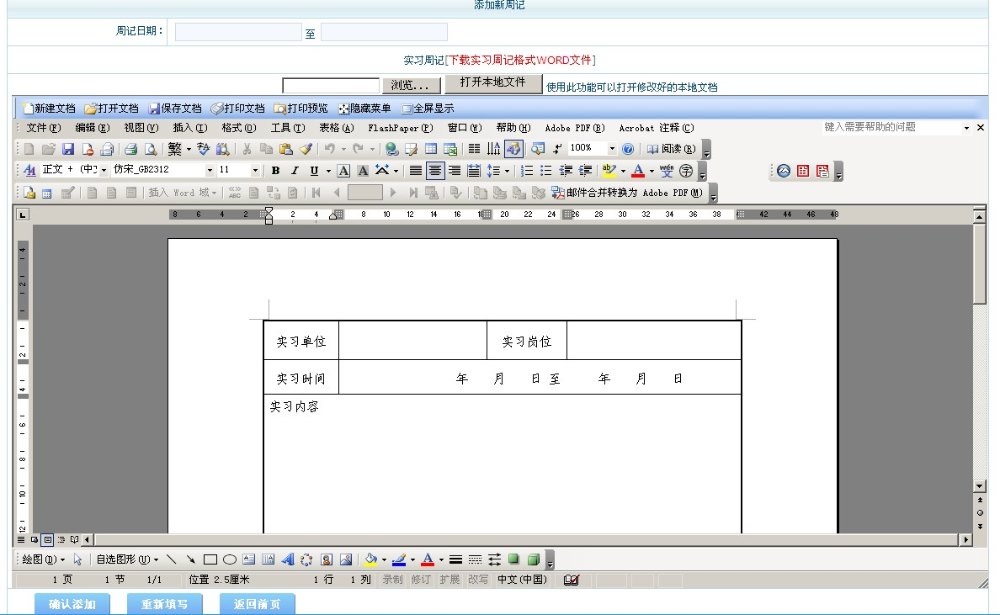 添加新周记
周记日期： 至
实习周记[下载实习周记格式WORD文件]
浏览... 打开本地文件 使用此功能可以打开修改好的本地文档
新建文档 打开文档 保存文档 打印文档 打印预览 隐藏菜单 全屏显示
文件(F) 编辑(E) 视图(V) 插入(I) 格式(O) 工具(T) 表格(A) FlashPaper(P) 窗口(W) 帮助(H) Adobe PDF(B) Acrobat 注释(C) 键入需要帮助的问题
繁 100% 阅读(R)
正文 + (中 仿宋_GB2312 11 B I U A A A ab A 字
插入 Word 域 邮件合并转换为 Adobe PDF(M)
8 6 4 2 2 4 8 10 12 14 16 18 20 22 24 26 28 30 32 34 36 38 42 44 46 48
实习单位 实习岗位
实习时间 年 月 日 至 年 月 日
实习内容
绘图(D) 自选图形(U) A
1 页 1 节 1/1 位置 2.5厘米 1 行 1 列 录制 修订 扩展 改写 中文(中国)
确认添加 重新填写 返回前页